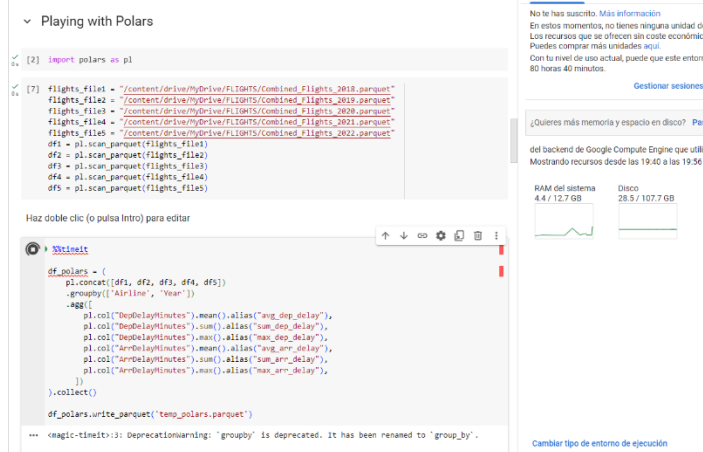 Playing with Polars
[2] import polars as pl
[7] flights_file1 = "/content/drive/MyDrive/FLIGHTS/Combined_Flights_2018.parquet"
flights_file2 = "/content/drive/MyDrive/FLIGHTS/Combined_Flights_2019.parquet"
flights_file3 = "/content/drive/MyDrive/FLIGHTS/Combined_Flights_2020.parquet"
flights_file4 = "/content/drive/MyDrive/FLIGHTS/Combined_Flights_2021.parquet"
flights_file5 = "/content/drive/MyDrive/FLIGHTS/Combined_Flights_2022.parquet"
df1 = pl.scan_parquet(flights_file1)
df2 = pl.scan_parquet(flights_file2)
df3 = pl.scan_parquet(flights_file3)
df4 = pl.scan_parquet(flights_file4)
df5 = pl.scan_parquet(flights_file5)
Haz doble clic (o pulsa Intro) para editar
%%timeit
df_polars = (
pl.concat([df1, df2, df3, df4, df5])
.groupby(['Airline', 'Year'])
.agg([
pl.col("DepDelayMinutes").mean().alias("avg_dep_delay"),
pl.col("DepDelayMinutes").sum().alias("sum_dep_delay"),
pl.col("DepDelayMinutes").max().alias("max_dep_delay"),
pl.col("ArrDelayMinutes").mean().alias("avg_arr_delay"),
pl.col("ArrDelayMinutes").sum().alias("sum_arr_delay"),
pl.col("ArrDelayMinutes").max().alias("max_arr_delay"),
])
).collect()
df_polars.write_parquet('temp_polars.parquet')
<magic-timeit>:3: DeprecationWarning: `groupby` is deprecated. It has been renamed to `group_by`.
No te has suscrito. Más información
En estos momentos, no tienes ninguna unidad d
Los recursos que se ofrecen sin coste económic
Puedes comprar más unidades aquí.
Con tu nivel de uso actual, puede que este entorn
80 horas 40 minutos.
Gestionar sesiones
¿Quieres más memoria y espacio en disco? Pa
del backend de Google Compute Engine que utili
Mostrando recursos desde las 19:40 a las 19:56
RAM del sistema
4.4 / 12.7 GB
Disco
28.5 / 107.7 GB
Cambiar tipo de entorno de ejecución